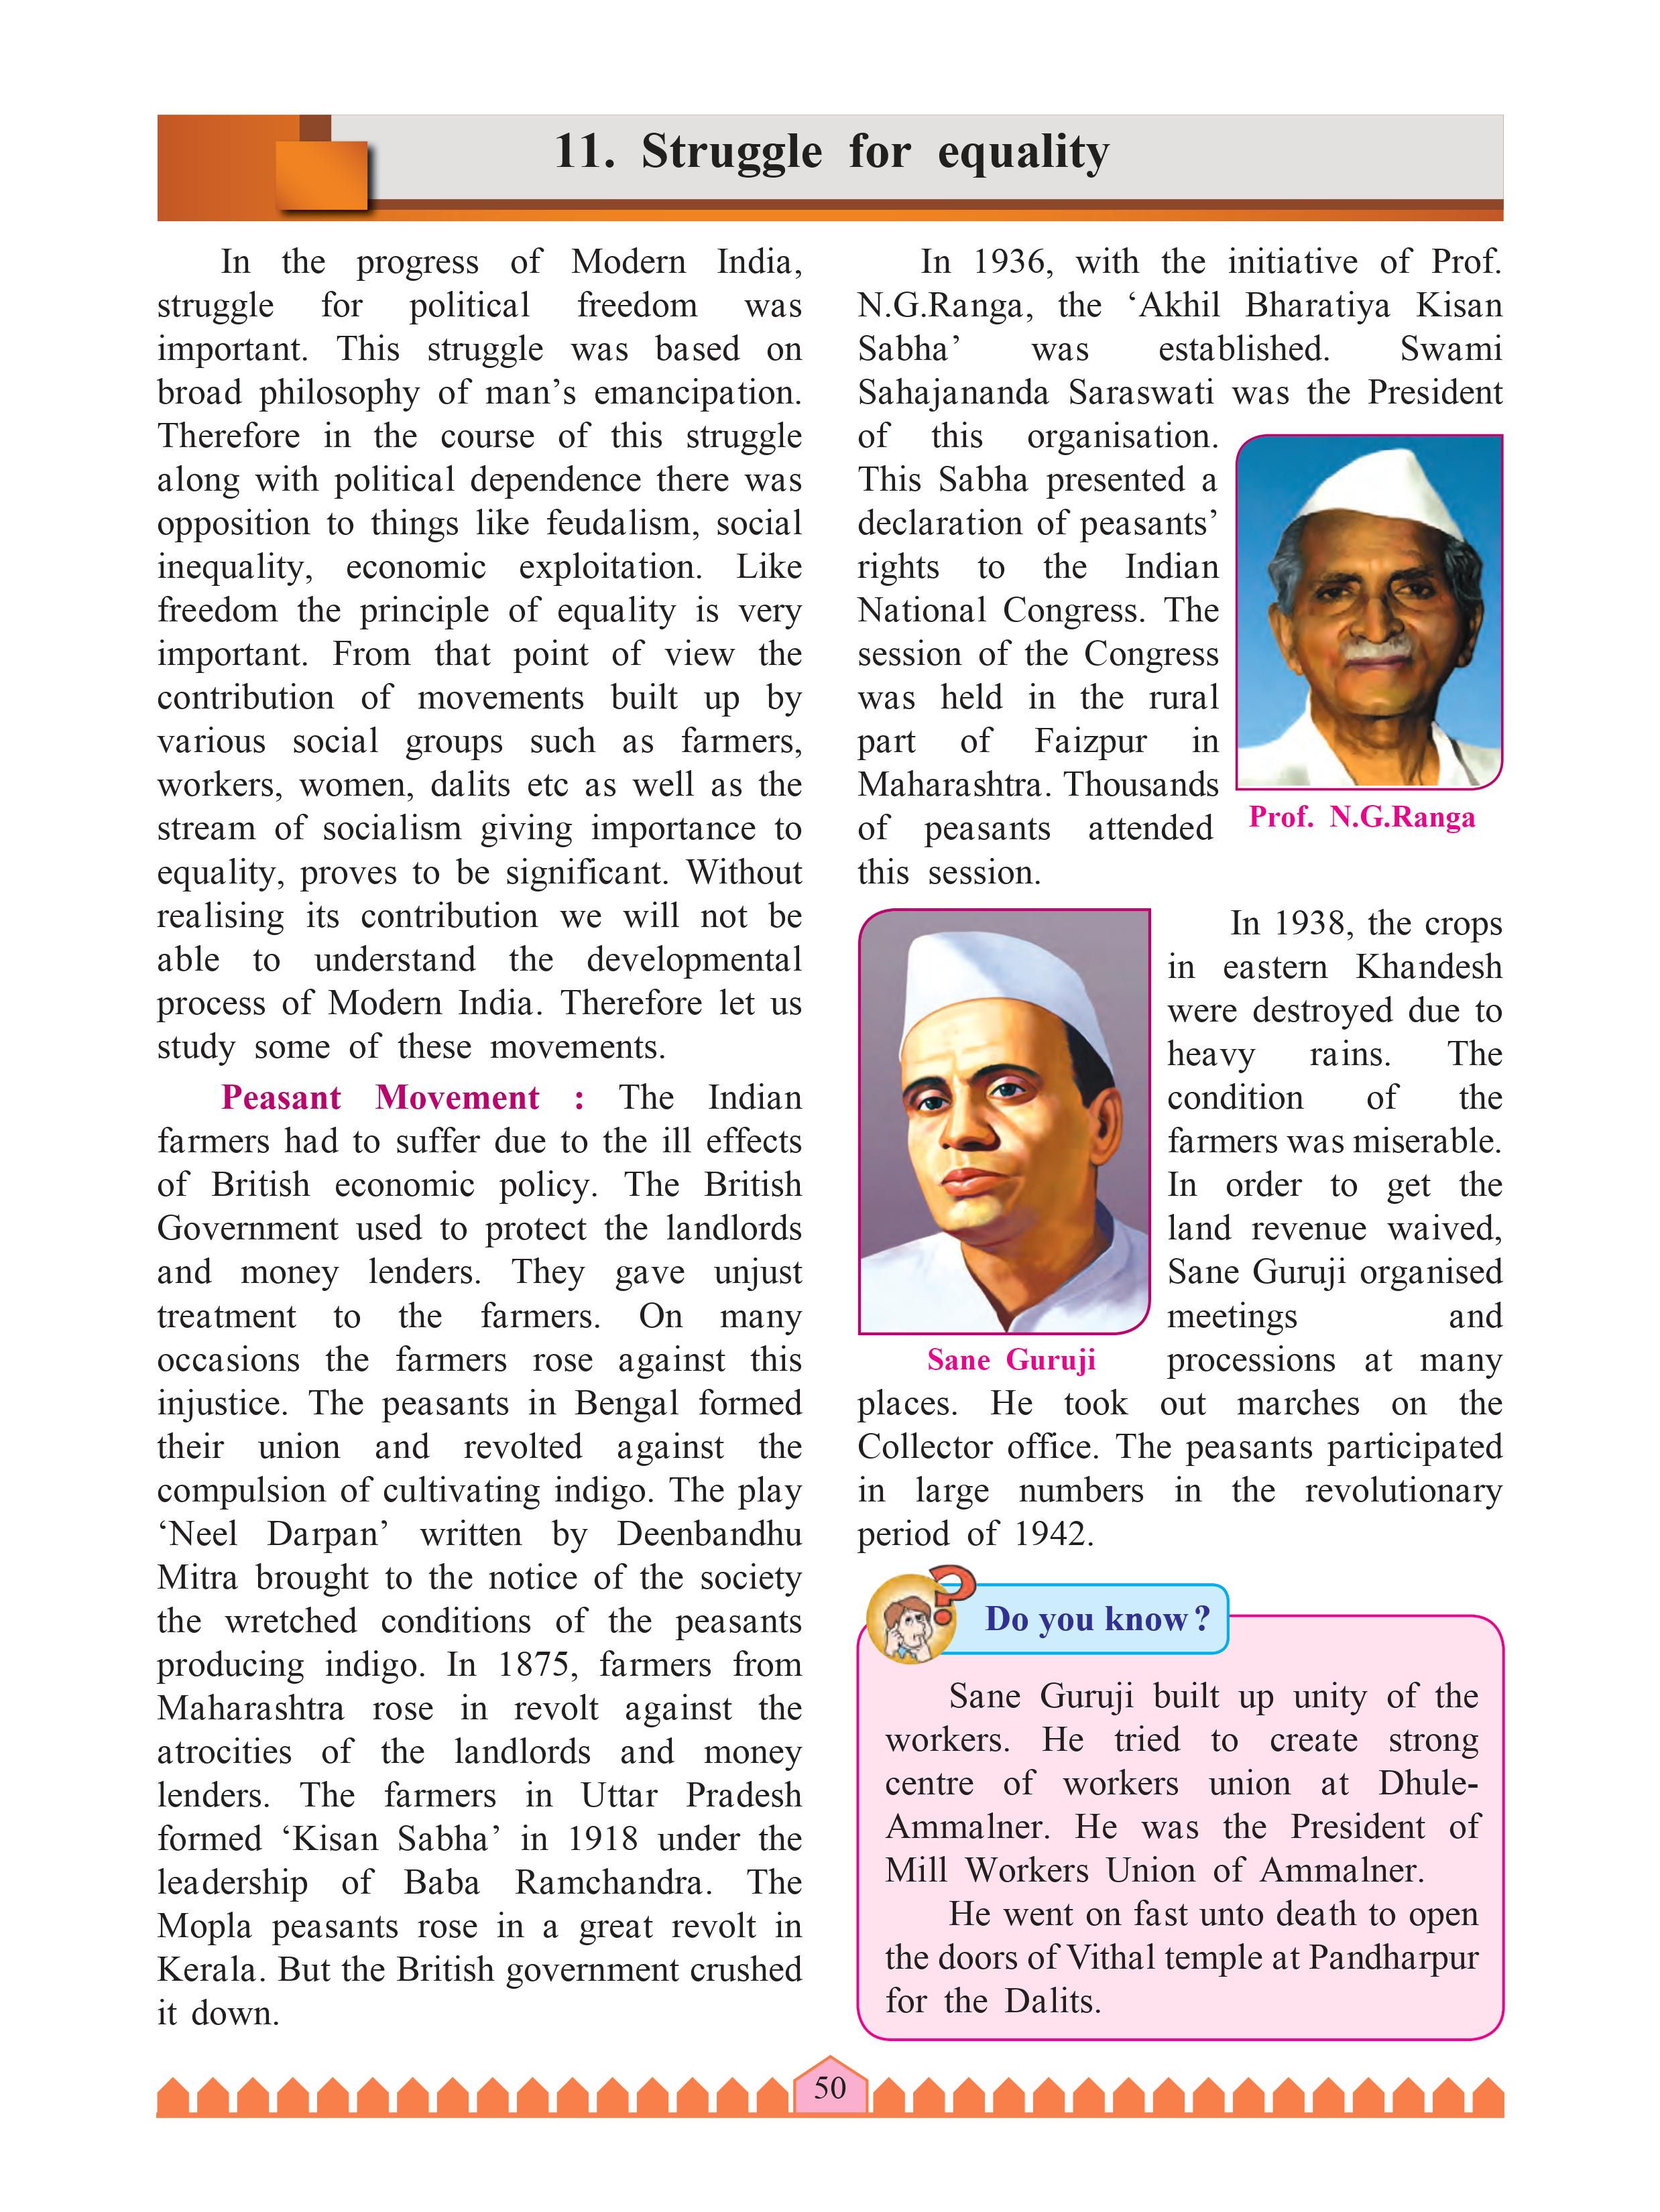 11. Struggle for equality
In the progress of Modern India,
struggle for political freedom was
important. This struggle was based on
broad philosophy of man’s emancipation.
Therefore in the course of this struggle
along with political dependence there was
opposition to things like feudalism, social
inequality, economic exploitation. Like
freedom the principle of equality is very
important. From that point of view the
contribution of movements built up by
various social groups such as farmers,
workers, women, dalits etc as well as the
stream of socialism giving importance to
equality, proves to be significant. Without
realising its contribution we will not be
able to understand the developmental
process of Modern India. Therefore let us
study some of these movements.
Peasant Movement : The Indian
farmers had to suffer due to the ill effects
of British economic policy. The British
Government used to protect the landlords
and money lenders. They gave unjust
treatment to the farmers. On many
occasions the farmers rose against this
injustice. The peasants in Bengal formed
their union and revolted against the
compulsion of cultivating indigo. The play
‘Neel Darpan’ written by Deenbandhu
Mitra brought to the notice of the society
the wretched conditions of the peasants
producing indigo. In 1875, farmers from
Maharashtra rose in revolt against the
atrocities of the landlords and money
lenders. The farmers in Uttar Pradesh
formed ‘Kisan Sabha’ in 1918 under the
leadership of Baba Ramchandra. The
Mopla peasants rose in a great revolt in
Kerala. But the British government crushed
it down.
In 1936, with the initiative of Prof.
N.G.Ranga, the ‘Akhil Bharatiya Kisan
Sabha’ was established. Swami
Sahajananda Saraswati was the President
of this organisation.
This Sabha presented a
declaration of peasants’
rights to the Indian
National Congress. The
session of the Congress
was held in the rural
part of Faizpur in
Maharashtra. Thousands
of peasants attended
this session.
Prof. N.G.Ranga
In 1938, the crops
in eastern Khandesh
were destroyed due to
heavy rains. The
condition of the
farmers was miserable.
In order to get the
land revenue waived,
Sane Guruji organised
meetings and
processions at many
Sane Guruji
places. He took out marches on the
Collector office. The peasants participated
in large numbers in the revolutionary
period of 1942.
Do you know ?
Sane Guruji built up unity of the
workers. He tried to create strong
centre of workers union at Dhule-
Ammalner. He was the President of
Mill Workers Union of Ammalner.
He went on fast unto death to open
the doors of Vithal temple at Pandharpur
for the Dalits.
50